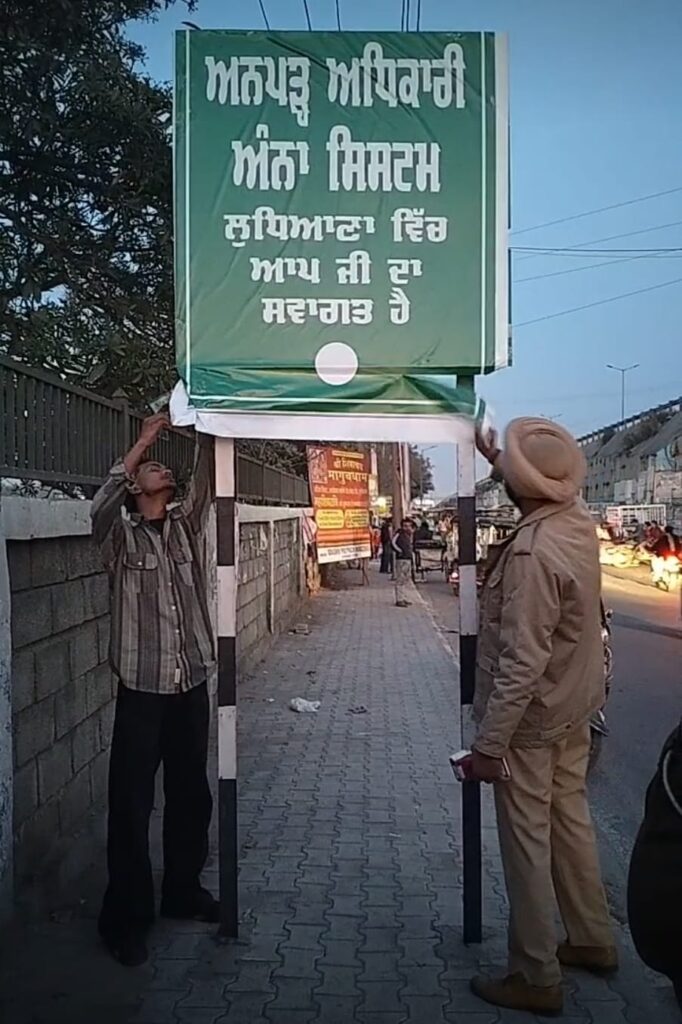 ਅਨਪੜ੍ਹ ਅਧਿਕਾਰੀ
ਅੰਨਾ ਸਿਸਟਮ
ਲੁਧਿਆਣਾ ਵਿੱਚ
ਆਪ ਜੀ ਦਾ
ਸਵਾਗਤ ਹੈ